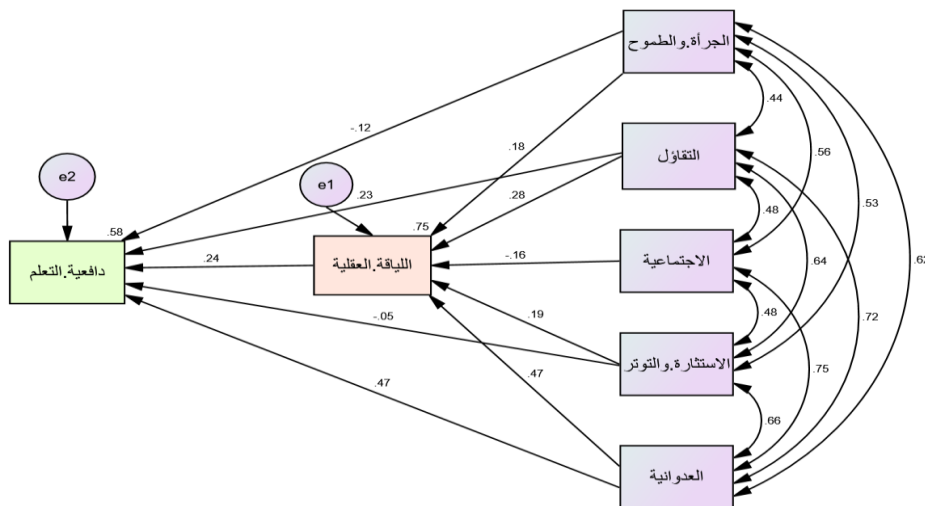 الجرأة.والطموح
.44
-.12
.18
.56
التفاؤل
e2
e1
.23
.28
.48
.53
.58
.75
دافعية.التعلم
.24
اللياقة.العقلية
-.16
الاجتماعية
.64
.62
-.05
.19
.48
.72
الاستثارة.والتوتر
.75
.47
.47
.66
العدوانية